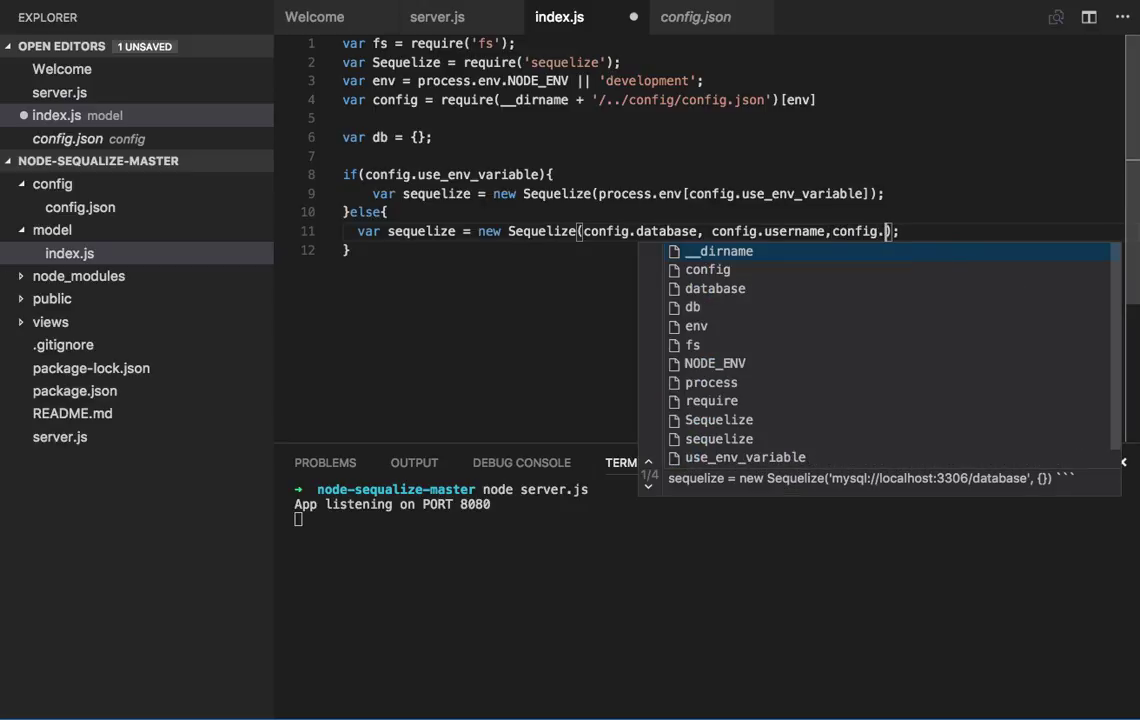 EXPLORER
Welcome
server.js
index.js
config.json
OPEN EDITORS 1 UNSAVED
Welcome
server.js
index.js model
config.json config
NODE-SEQUALIZE-MASTER
config
config.json
model
index.js
node_modules
public
views
.gitignore
package-lock.json
package.json
README.md
server.js
1 var fs = require('fs');
2 var Sequelize = require('sequelize');
3 var env = process.env.NODE_ENV || 'development';
4 var config = require(__dirname + '/../config/config.json')[env]
5
6 var db = {};
7
8 if(config.use_env_variable){
9 var sequelize = new Sequelize(process.env[config.use_env_variable]);
10 }else{
11 var sequelize = new Sequelize(config.database, config.username,config.);
12 }
__dirname
config
database
db
env
fs
NODE_ENV
process
require
Sequelize
sequelize
use_env_variable
1/4
sequelize = new Sequelize('mysql://localhost:3306/database', {}) ```
PROBLEMS OUTPUT DEBUG CONSOLE TERM
→ node-sequalize-master node server.js
App listening on PORT 8080